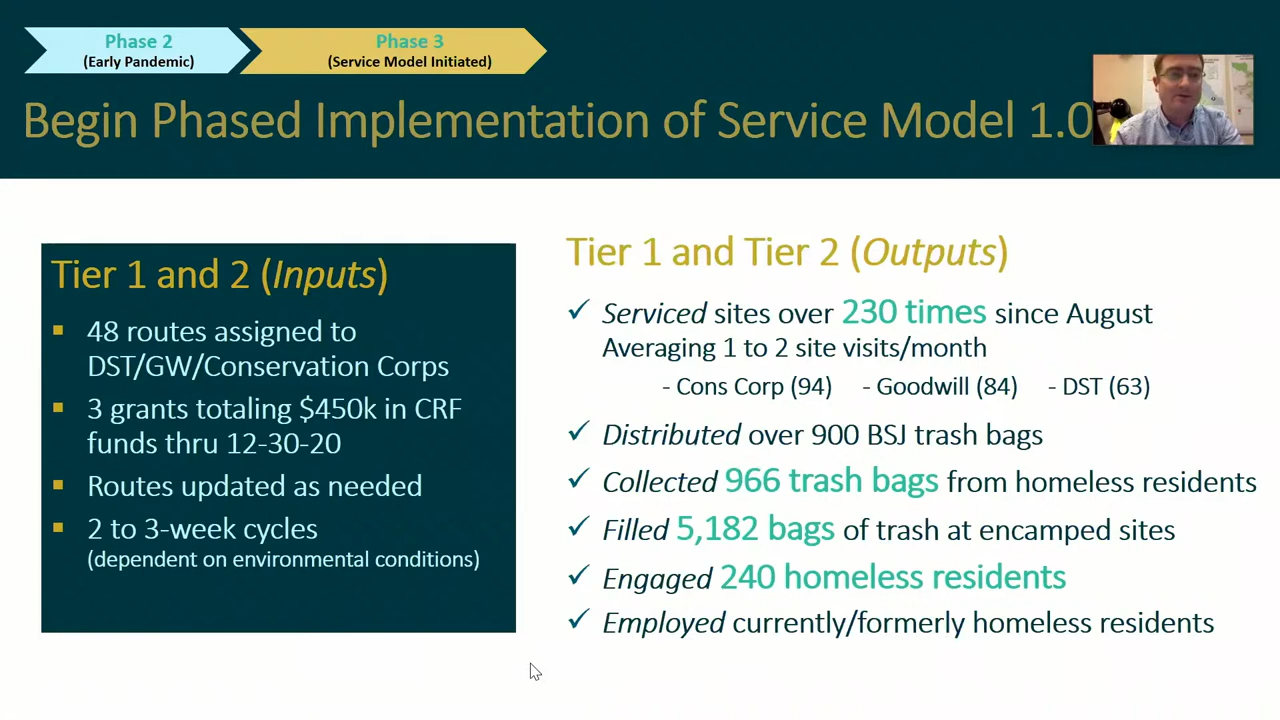 Phase 2
(Early Pandemic)
Phase 3
(Service Model Initiated)
Begin Phased Implementation of Service Model 1.0
Tier 1 and 2 (Inputs)
▪ 48 routes assigned to
DST/GW/Conservation Corps
▪ 3 grants totaling $450k in CRF
funds thru 12-30-20
▪ Routes updated as needed
▪ 2 to 3-week cycles
(dependent on environmental conditions)
Tier 1 and Tier 2 (Outputs)
✓ Serviced sites over 230 times since August
Averaging 1 to 2 site visits/month
- Cons Corp (94) - Goodwill (84) - DST (63)
✓ Distributed over 900 BSJ trash bags
✓ Collected 966 trash bags from homeless residents
✓ Filled 5,182 bags of trash at encamped sites
✓ Engaged 240 homeless residents
✓ Employed currently/formerly homeless residents